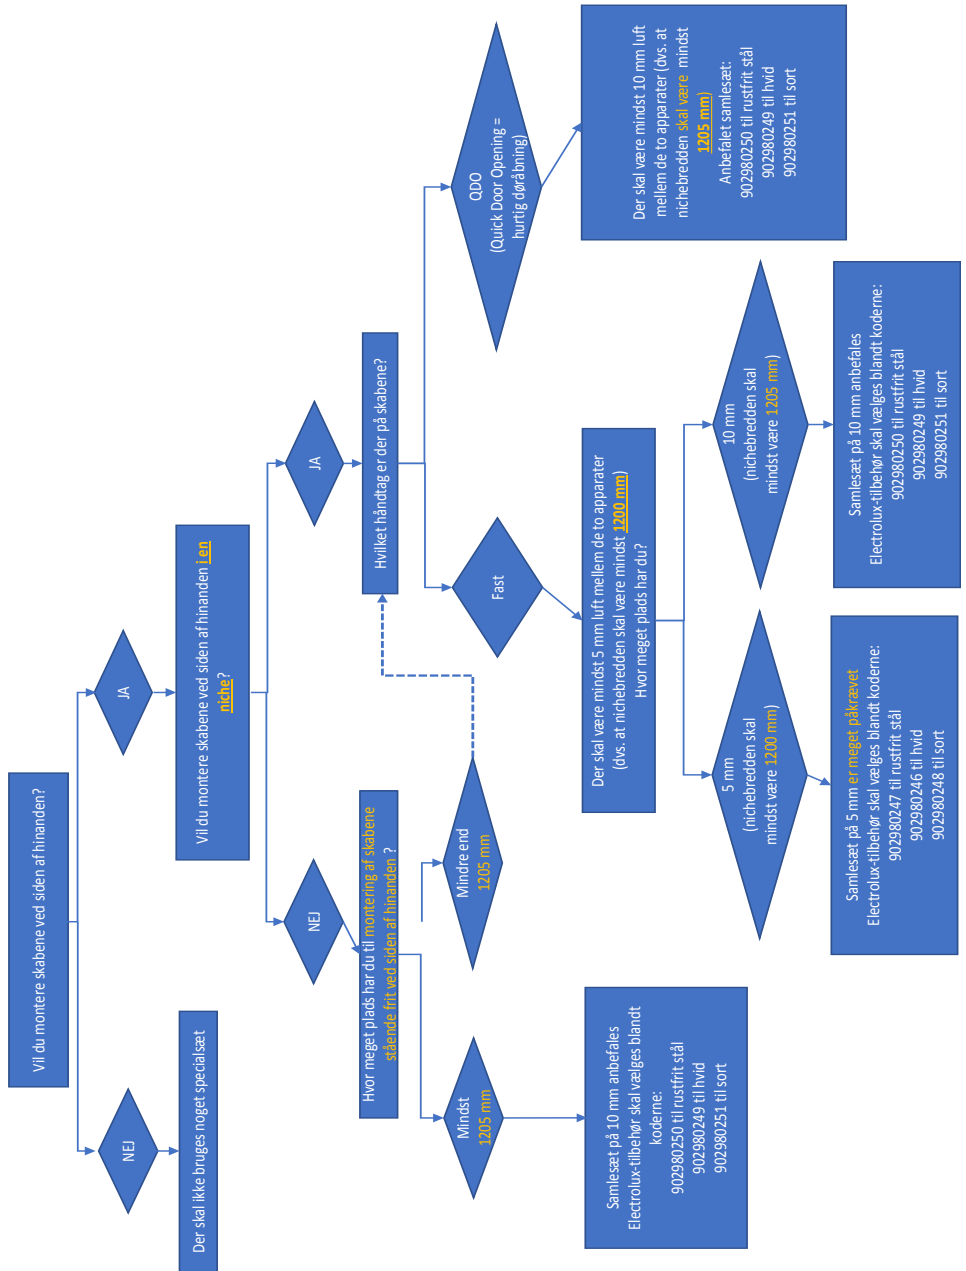 Vil du montere skabene ved siden af hinanden?
NEJ
JA
Der skal ikke bruges noget specialsæt
Vil du montere skabene ved siden af hinanden i en
niche?
NEJ
JA
Hvor meget plads har du til montering af skabene
stående frit ved siden af hinanden ?
Hvilket håndtag er der på skabene?
Mindst
1205 mm
Mindre end
1205 mm
Fast
QDO
(Quick Door Opening =
hurtig døråbning)
Samlesæt på 10 mm anbefales
Electrolux-tilbehør skal vælges blandt
koderne:
902980250 til rustfrit stål
902980249 til hvid
902980251 til sort
Der skal være mindst 5 mm luft mellem de to apparater
(dvs. at nichebredden skal være mindst 1200 mm)
Hvor meget plads har du?
Der skal være mindst 10 mm luft
mellem de to apparater (dvs. at
nichebredden skal være mindst
1205 mm)
Anbefalet samlesæt:
902980250 til rustfrit stål
902980249 til hvid
902980251 til sort
5 mm
(nichebredden skal
mindst være 1200 mm)
10 mm
(nichebredden skal
mindst være 1205 mm)
Samlesæt på 5 mm er meget påkrævet
Electrolux-tilbehør skal vælges blandt koderne:
902980247 til rustfrit stål
902980246 til hvid
902980248 til sort
Samlesæt på 10 mm anbefales
Electrolux-tilbehør skal vælges blandt koderne:
902980250 til rustfrit stål
902980249 til hvid
902980251 til sort